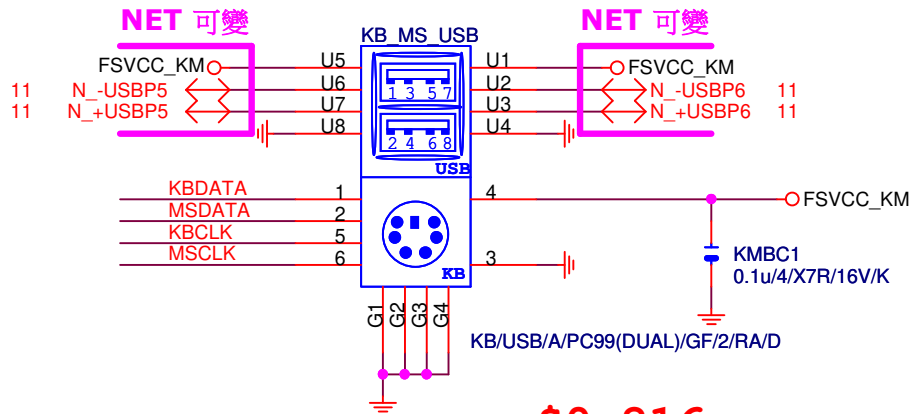 NET 可變
NET 可變
KB_MS_USB
FSVCC_KM U5 U1 FSVCC_KM
11 N_-USBP5 U6 U2 N_-USBP6 11
11 N_+USBP5 U7 U3 N_+USBP6 11
U8 U4
1 3 5 7
2 4 6 8
USB
KBDATA 1 4 FSVCC_KM
MSDATA 2
KBCLK 5
MSCLK 6 3
KB
KMBC1
0.1u/4/X7R/16V/K
G1 G2 G3 G4
KB/USB/A/PC99(DUAL)/GF/2/RA/D